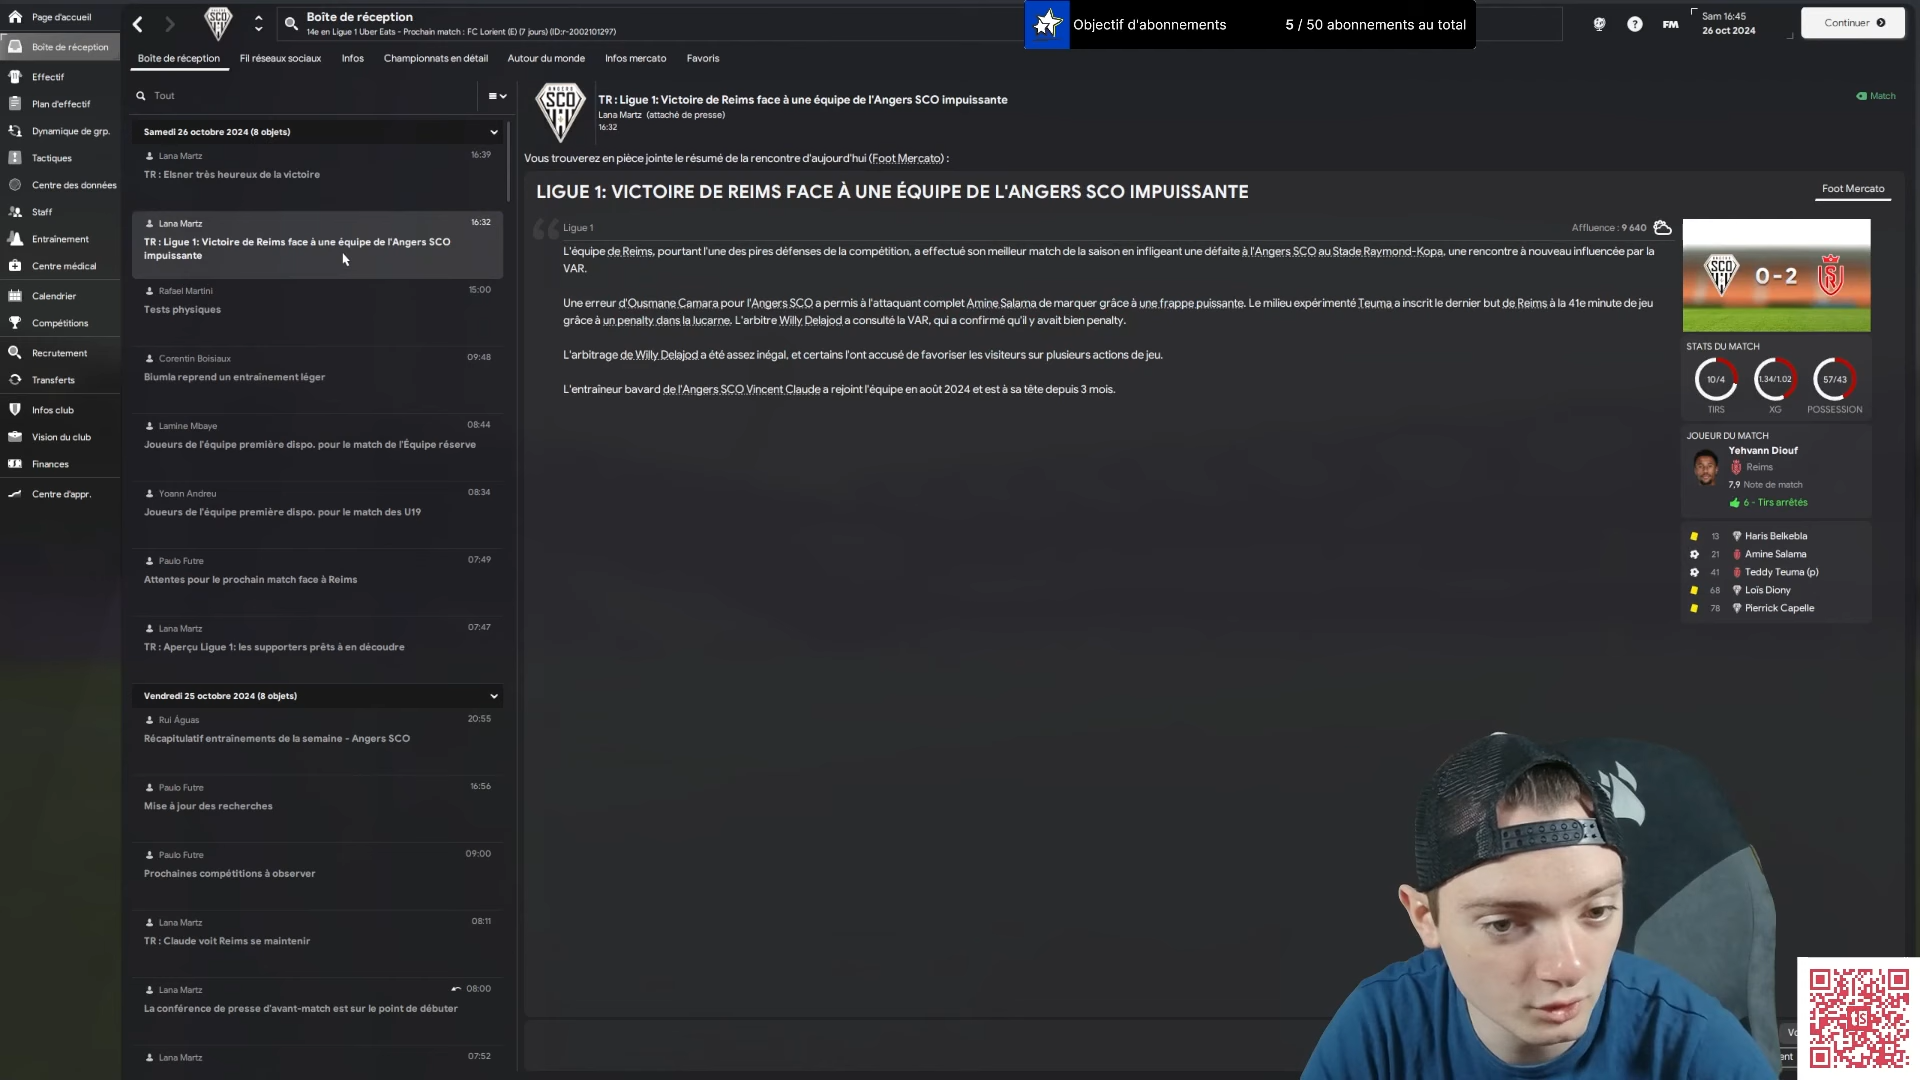 Page d'accueil
Boîte de réception
Effectif
Plan d'effectif
Dynamique de grp.
Tactiques
Centre des données
Staff
Entraînement
Centre médical
Calendrier
Compétitions
Recrutement
Transferts
Infos club
Vision du club
Finances
Centre d'appr.
SCO
Boîte de réception
14e en Ligue 1 Uber Eats - Prochain match : FC Lorient (E) (7 jours) (ID:r-2002101297)
Objectif d'abonnements
5 / 50 abonnements au total
FM
Sam 16:45
26 oct 2024
Continuer
Boîte de réception
Fil réseaux sociaux
Infos
Championnats en détail
Autour du monde
Infos mercato
Favoris
Tout
Samedi 26 octobre 2024 (8 objets)
Lana Martz 16:39
TR : Elsner très heureux de la victoire
Lana Martz 16:32
TR : Ligue 1: Victoire de Reims face à une équipe de l'Angers SCO
impuissante
Rafael Martini 15:00
Tests physiques
Corentin Boisiaux 09:48
Biumla reprend un entraînement léger
Lamine Mbaye 08:44
Joueurs de l'équipe première dispo. pour le match de l'Équipe réserve
Yoann Andreu 08:34
Joueurs de l'équipe première dispo. pour le match des U19
Paulo Futre 07:49
Attentes pour le prochain match face à Reims
Lana Martz 07:47
TR : Aperçu Ligue 1: les supporters prêts à en découdre
Vendredi 25 octobre 2024 (8 objets)
Rui Águas 20:55
Récapitulatif entraînements de la semaine - Angers SCO
Paulo Futre 16:56
Mise à jour des recherches
Paulo Futre 09:00
Prochaines compétitions à observer
Lana Martz 08:11
TR : Claude voit Reims se maintenir
Lana Martz 08:00
La conférence de presse d'avant-match est sur le point de débuter
Lana Martz 07:52
ANGERS
SCO
TR : Ligue 1: Victoire de Reims face à une équipe de l'Angers SCO impuissante
Lana Martz (attaché de presse)
16:32
Match
Vous trouverez en pièce jointe le résumé de la rencontre d'aujourd'hui (Foot Mercato) :
LIGUE 1: VICTOIRE DE REIMS FACE À UNE ÉQUIPE DE L'ANGERS SCO IMPUISSANTE
Foot Mercato
Ligue 1
Affluence : 9 640
L'équipe de Reims, pourtant l'une des pires défenses de la compétition, a effectué son meilleur match de la saison en infligeant une défaite à l'Angers SCO au Stade Raymond-Kopa, une rencontre à nouveau influencée par la
VAR.
Une erreur d'Ousmane Camara pour l'Angers SCO a permis à l'attaquant complet Amine Salama de marquer grâce à une frappe puissante. Le milieu expérimenté Teuma a inscrit le dernier but de Reims à la 41e minute de jeu
grâce à un penalty dans la lucarne. L'arbitre Willy Delajod a consulté la VAR, qui a confirmé qu'il y avait bien penalty.
L'arbitrage de Willy Delajod a été assez inégal, et certains l'ont accusé de favoriser les visiteurs sur plusieurs actions de jeu.
L'entraîneur bavard de l'Angers SCO Vincent Claude a rejoint l'équipe en août 2024 et est à sa tête depuis 3 mois.
SCO 0-2
STATS DU MATCH
10/4 1.34/1.02 57/43
TIRS XG POSSESSION
JOUEUR DU MATCH
Yehvann Diouf
Reims
7,9 Note de match
6 - Tirs arrêtés
13 Haris Belkebla
21 Amine Salama
41 Teddy Teuma (p)
68 Loïs Diony
78 Pierrick Capelle